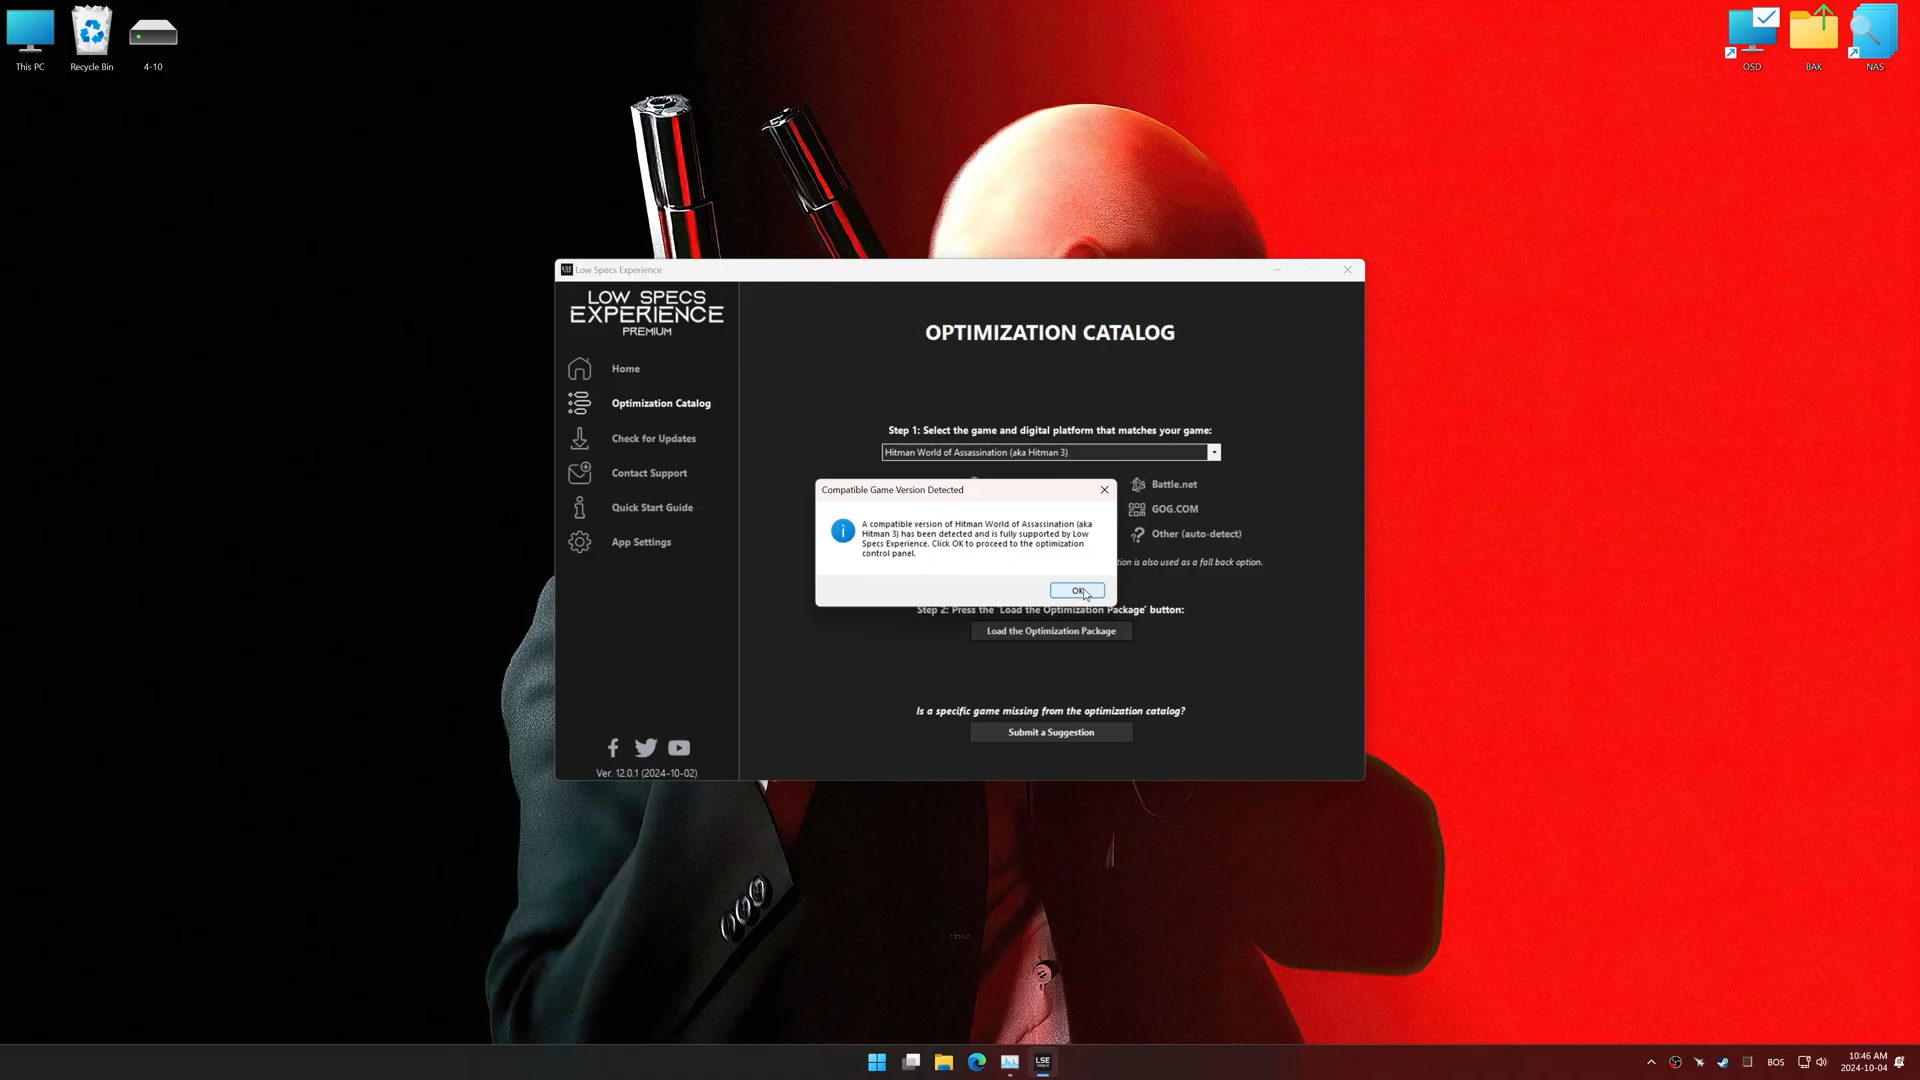 This PC
Recycle Bin
4-10
OSD
BAK
NAS
LSE
Low Specs Experience
LOW SPECS
EXPERIENCE
PREMIUM
Home
Optimization Catalog
Check for Updates
Contact Support
Quick Start Guide
App Settings
Ver. 12.0.1 (2024-10-02)
OPTIMIZATION CATALOG
Step 1: Select the game and digital platform that matches your game:
Hitman World of Assassination (aka Hitman 3)
Battle.net
GOG.COM
Other (auto-detect)
tion is also used as a fall back option.
Compatible Game Version Detected
A compatible version of Hitman World of Assassination (aka
Hitman 3) has been detected and is fully supported by Low
Specs Experience. Click OK to proceed to the optimization
control panel.
OK
Step 2: Press the 'Load the Optimization Package' button:
Load the Optimization Package
Is a specific game missing from the optimization catalog?
Submit a Suggestion
LSE
BOS
10:46 AM
2024-10-04